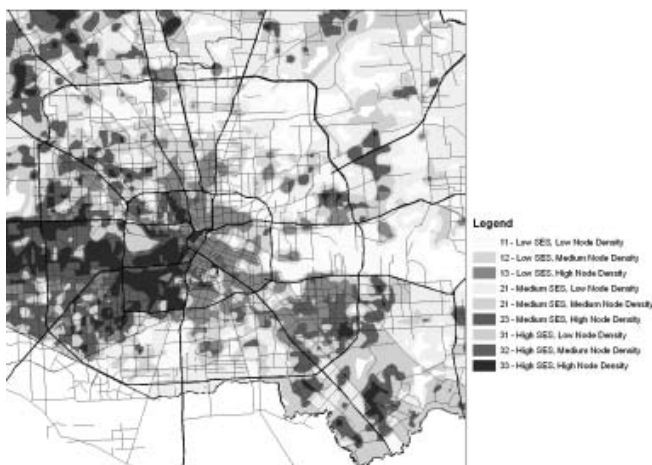 Legend
11 - Low SES, Low Node Density
12 - Low SES, Medium Node Density
13 - Low SES, High Node Density
21 - Medium SES, Low Node Density
21 - Medium SES, Medium Node Density
23 - Medium SES, High Node Density
31 - High SES, Low Node Density
32 - High SES, Medium Node Density
33 - High SES, High Node Density